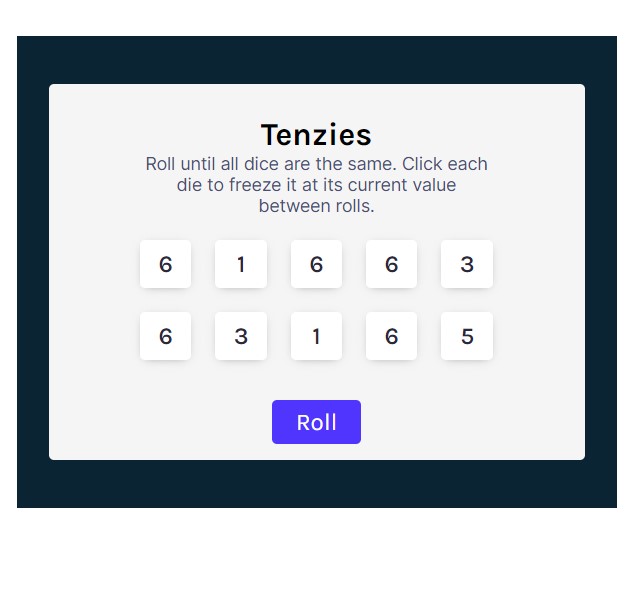 Tenzies
Roll until all dice are the same. Click each
die to freeze it at its current value
between rolls.
6 1 6 6 3
6 3 1 6 5
Roll